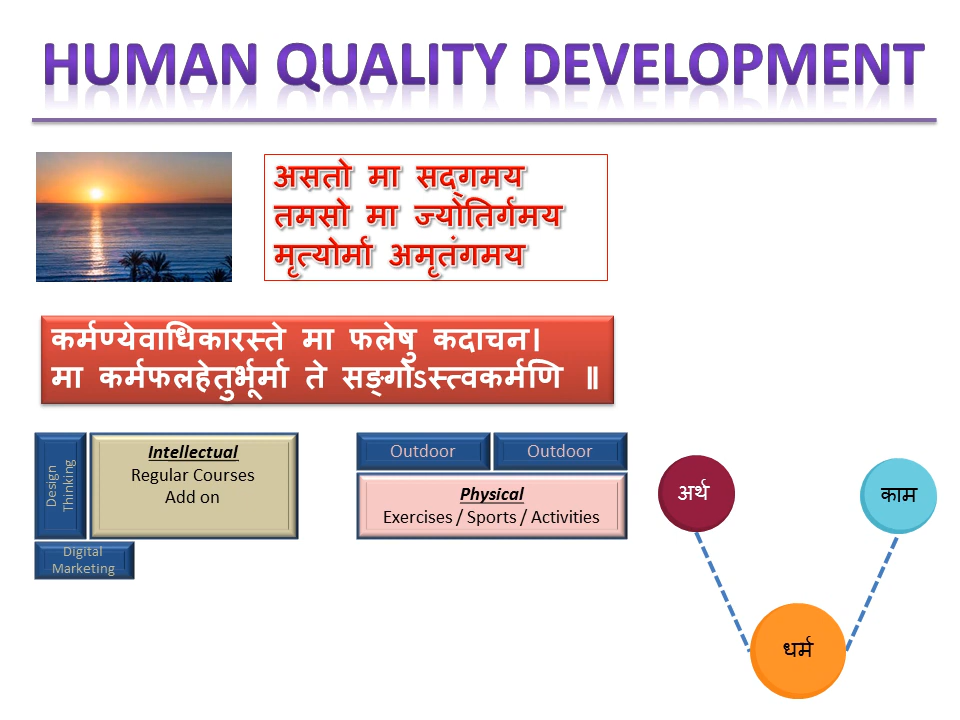 HUMAN QUALITY DEVELOPMENT
असतो मा सद्गमय
तमसो मा ज्योतिर्गमय
मृत्योर्मा अमृतंगमय
कर्मण्येवाधिकारस्ते मा फलेषु कदाचन।
मा कर्मफलहेतुर्भूर्मा ते सङ्गोऽस्त्वकर्मणि ॥
Design
Thinking
Intellectual
Regular Courses
Add on
Digital
Marketing
Outdoor
Outdoor
Physical
Exercises / Sports / Activities
अर्थ
काम
धर्म